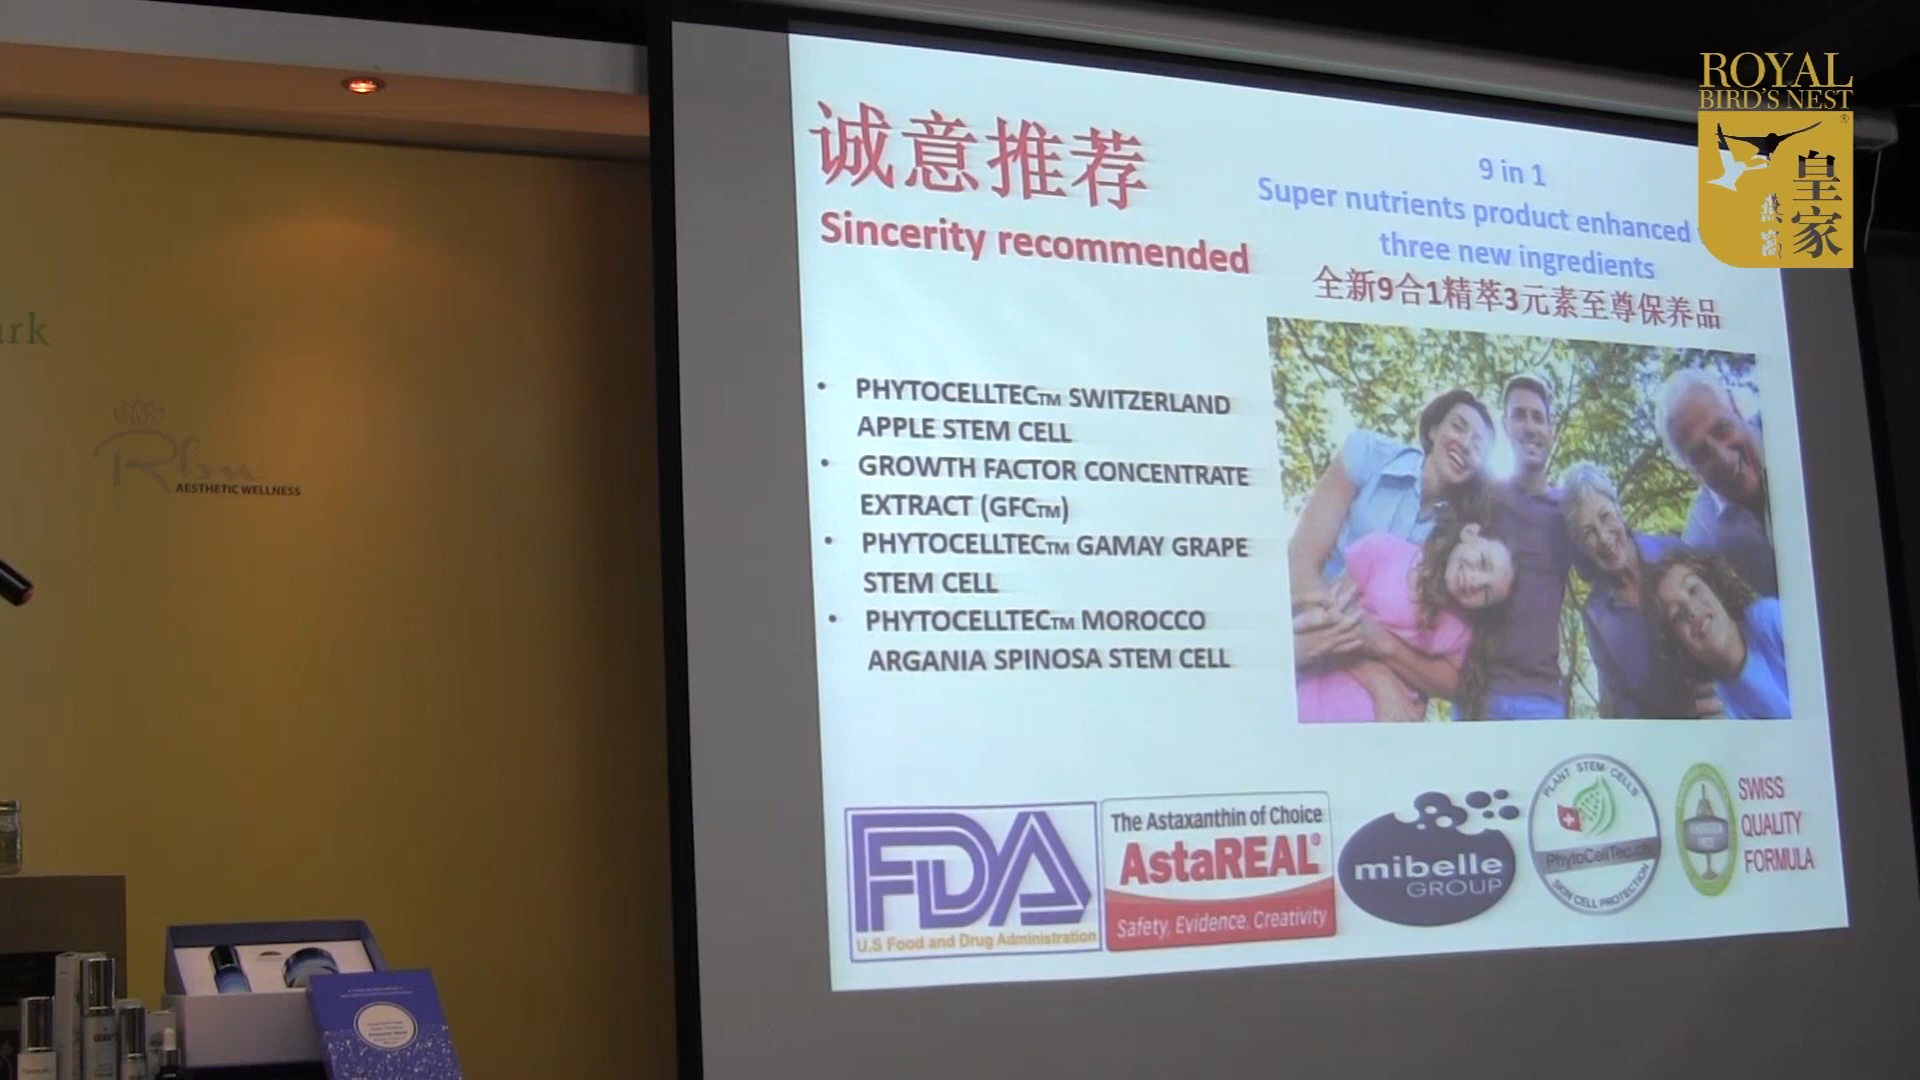 ROYAL
BIRD'S NEST
®
皇家
燕窝
诚意推荐
Sincerity recommended
9 in 1
Super nutrients product enhanced
three new ingredients
全新9合1精萃3元素至尊保养品
• PHYTOCELLTEC™ SWITZERLAND
APPLE STEM CELL
• GROWTH FACTOR CONCENTRATE
EXTRACT (GFC™)
• PHYTOCELLTEC™ GAMAY GRAPE
STEM CELL
• PHYTOCELLTEC™ MOROCCO
ARGANIA SPINOSA STEM CELL
FDA
U.S Food and Drug Administration
The Astaxanthin of Choice
AstaREAL®
Safety, Evidence, Creativity
mibelle
GROUP
PLANT STEM CELLS
PhytoCellTec.ch
SKIN CELL PROTECTION
SWISS
QUALITY
FORMULA
ark
Rbn
AESTHETIC WELLNESS